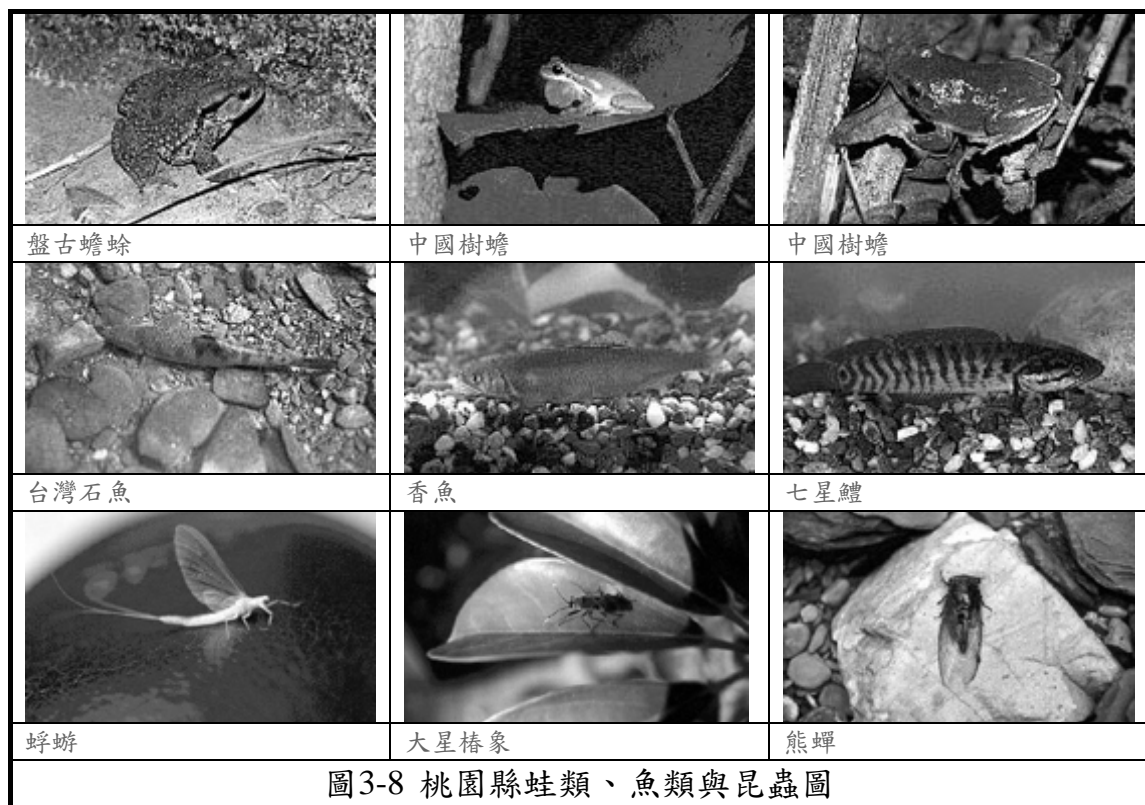 盤古蟾蜍
中國樹蟾
中國樹蟾
台灣石魚
香魚
七星鱧
蜉蝣
大星椿象
熊蟬
圖3-8 桃園縣蛙類、魚類與昆蟲圖